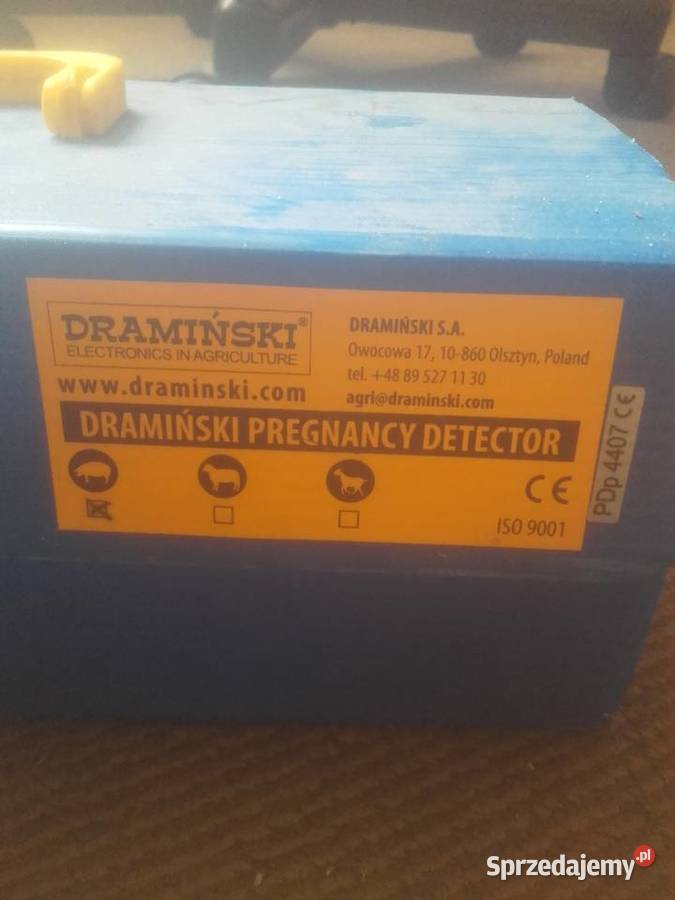 DRAMIŃSKI®
ELECTRONICS IN AGRICULTURE
www.draminski.com
DRAMIŃSKI S.A.
Owocowa 17, 10-860 Olsztyn, Poland
tel. +48 89 527 11 30
agri@draminski.com
DRAMIŃSKI PREGNANCY DETECTOR
CE
ISO 9001
PDp 4407 CE
Sprzedajemy.pl